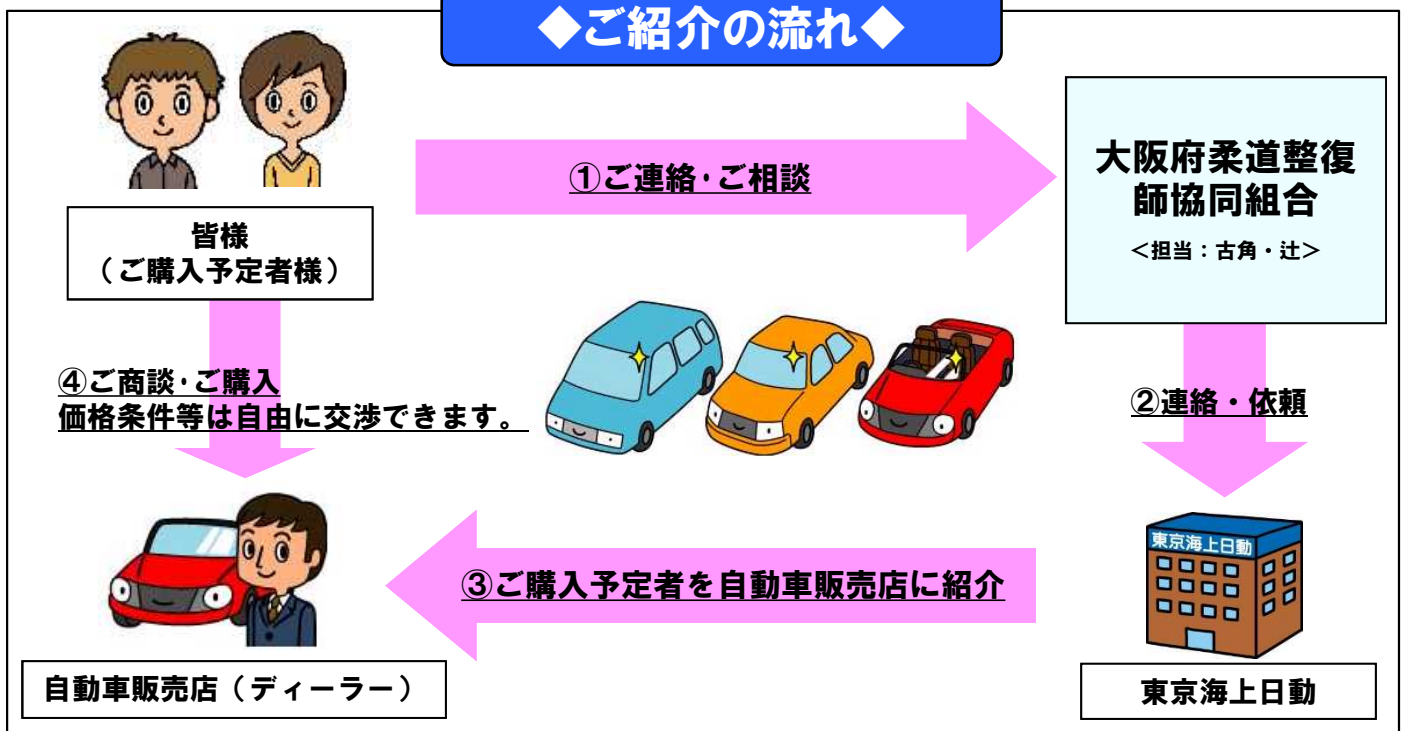 ◆ご紹介の流れ◆
皆様
（ご購入予定者様）
①ご連絡･ご相談
大阪府柔道整復
師協同組合
＜担当：古角・辻＞
②連絡・依頼
東京海上日動
東京海上日動
③ご購入予定者を自動車販売店に紹介
④ご商談･ご購入
価格条件等は自由に交渉できます。
自動車販売店（ディーラー）